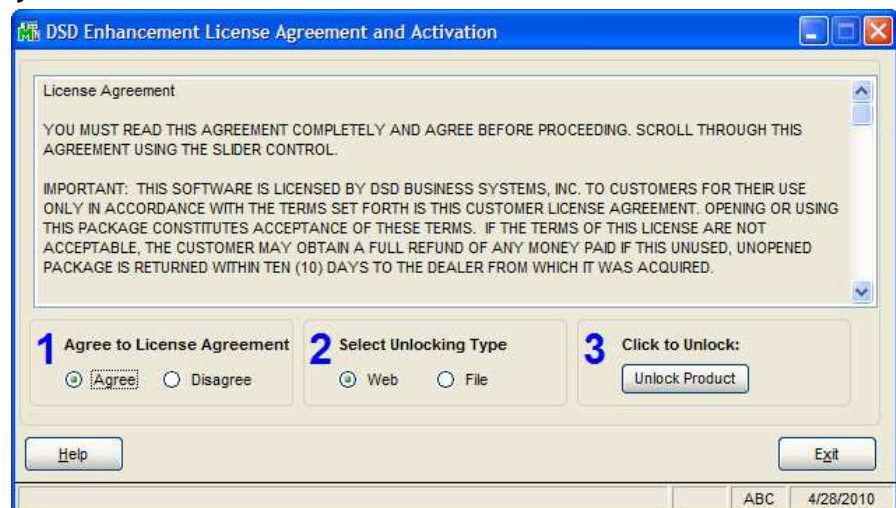 DSD Enhancement License Agreement and Activation
License Agreement
YOU MUST READ THIS AGREEMENT COMPLETELY AND AGREE BEFORE PROCEEDING. SCROLL THROUGH THIS
AGREEMENT USING THE SLIDER CONTROL.
IMPORTANT: THIS SOFTWARE IS LICENSED BY DSD BUSINESS SYSTEMS, INC. TO CUSTOMERS FOR THEIR USE
ONLY IN ACCORDANCE WITH THE TERMS SET FORTH IS THIS CUSTOMER LICENSE AGREEMENT. OPENING OR USING
THIS PACKAGE CONSTITUTES ACCEPTANCE OF THESE TERMS. IF THE TERMS OF THIS LICENSE ARE NOT
ACCEPTABLE, THE CUSTOMER MAY OBTAIN A FULL REFUND OF ANY MONEY PAID IF THIS UNUSED, UNOPENED
PACKAGE IS RETURNED WITHIN TEN (10) DAYS TO THE DEALER FROM WHICH IT WAS ACQUIRED.
1 Agree to License Agreement
Agree Disagree
2 Select Unlocking Type
Web File
3 Click to Unlock:
Unlock Product
Help Exit
ABC 4/28/2010